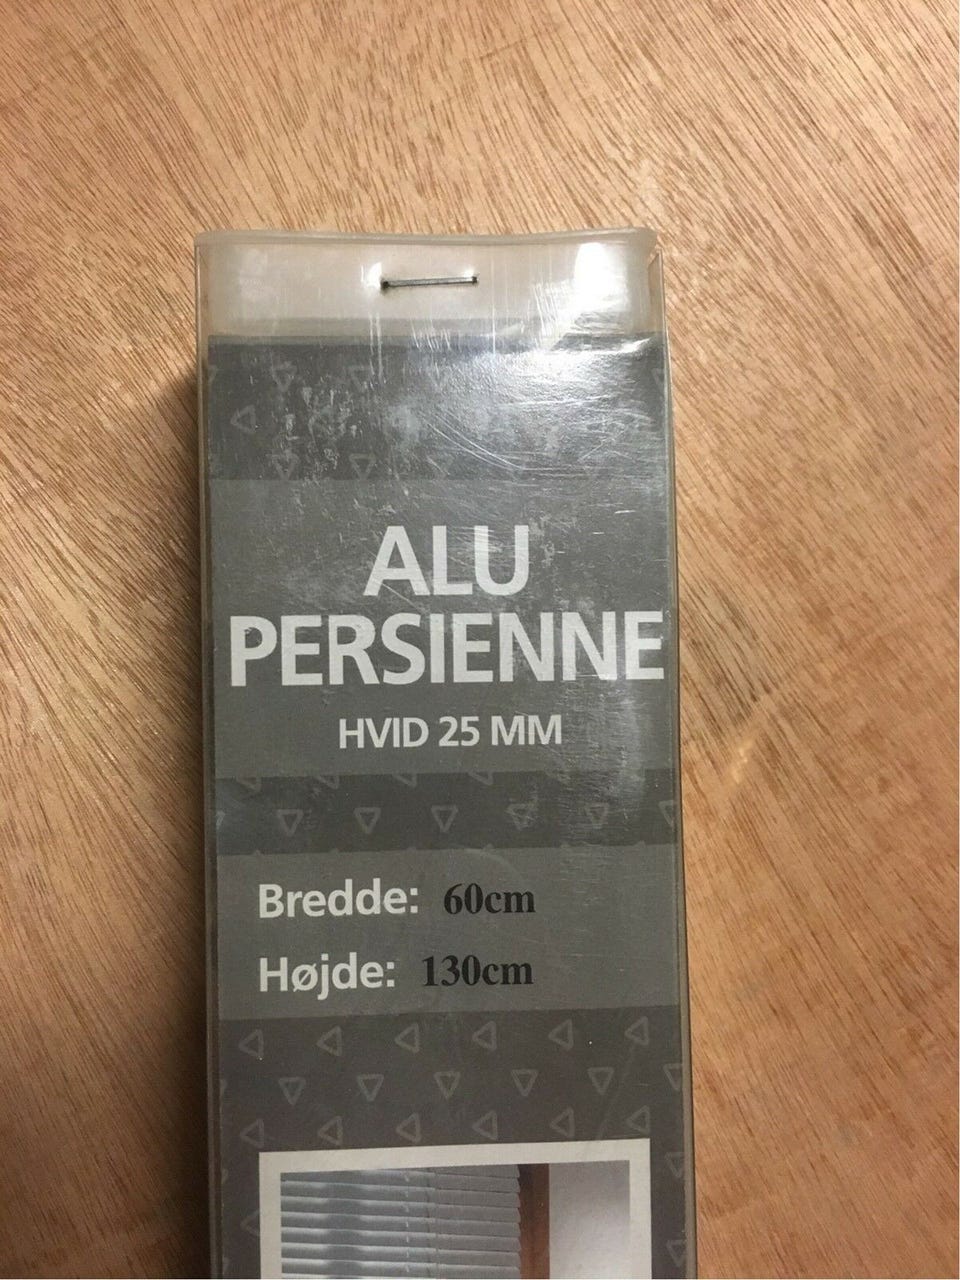 ALU
PERSIENNE
HVID 25 MM
Bredde: 60cm
Højde: 130cm